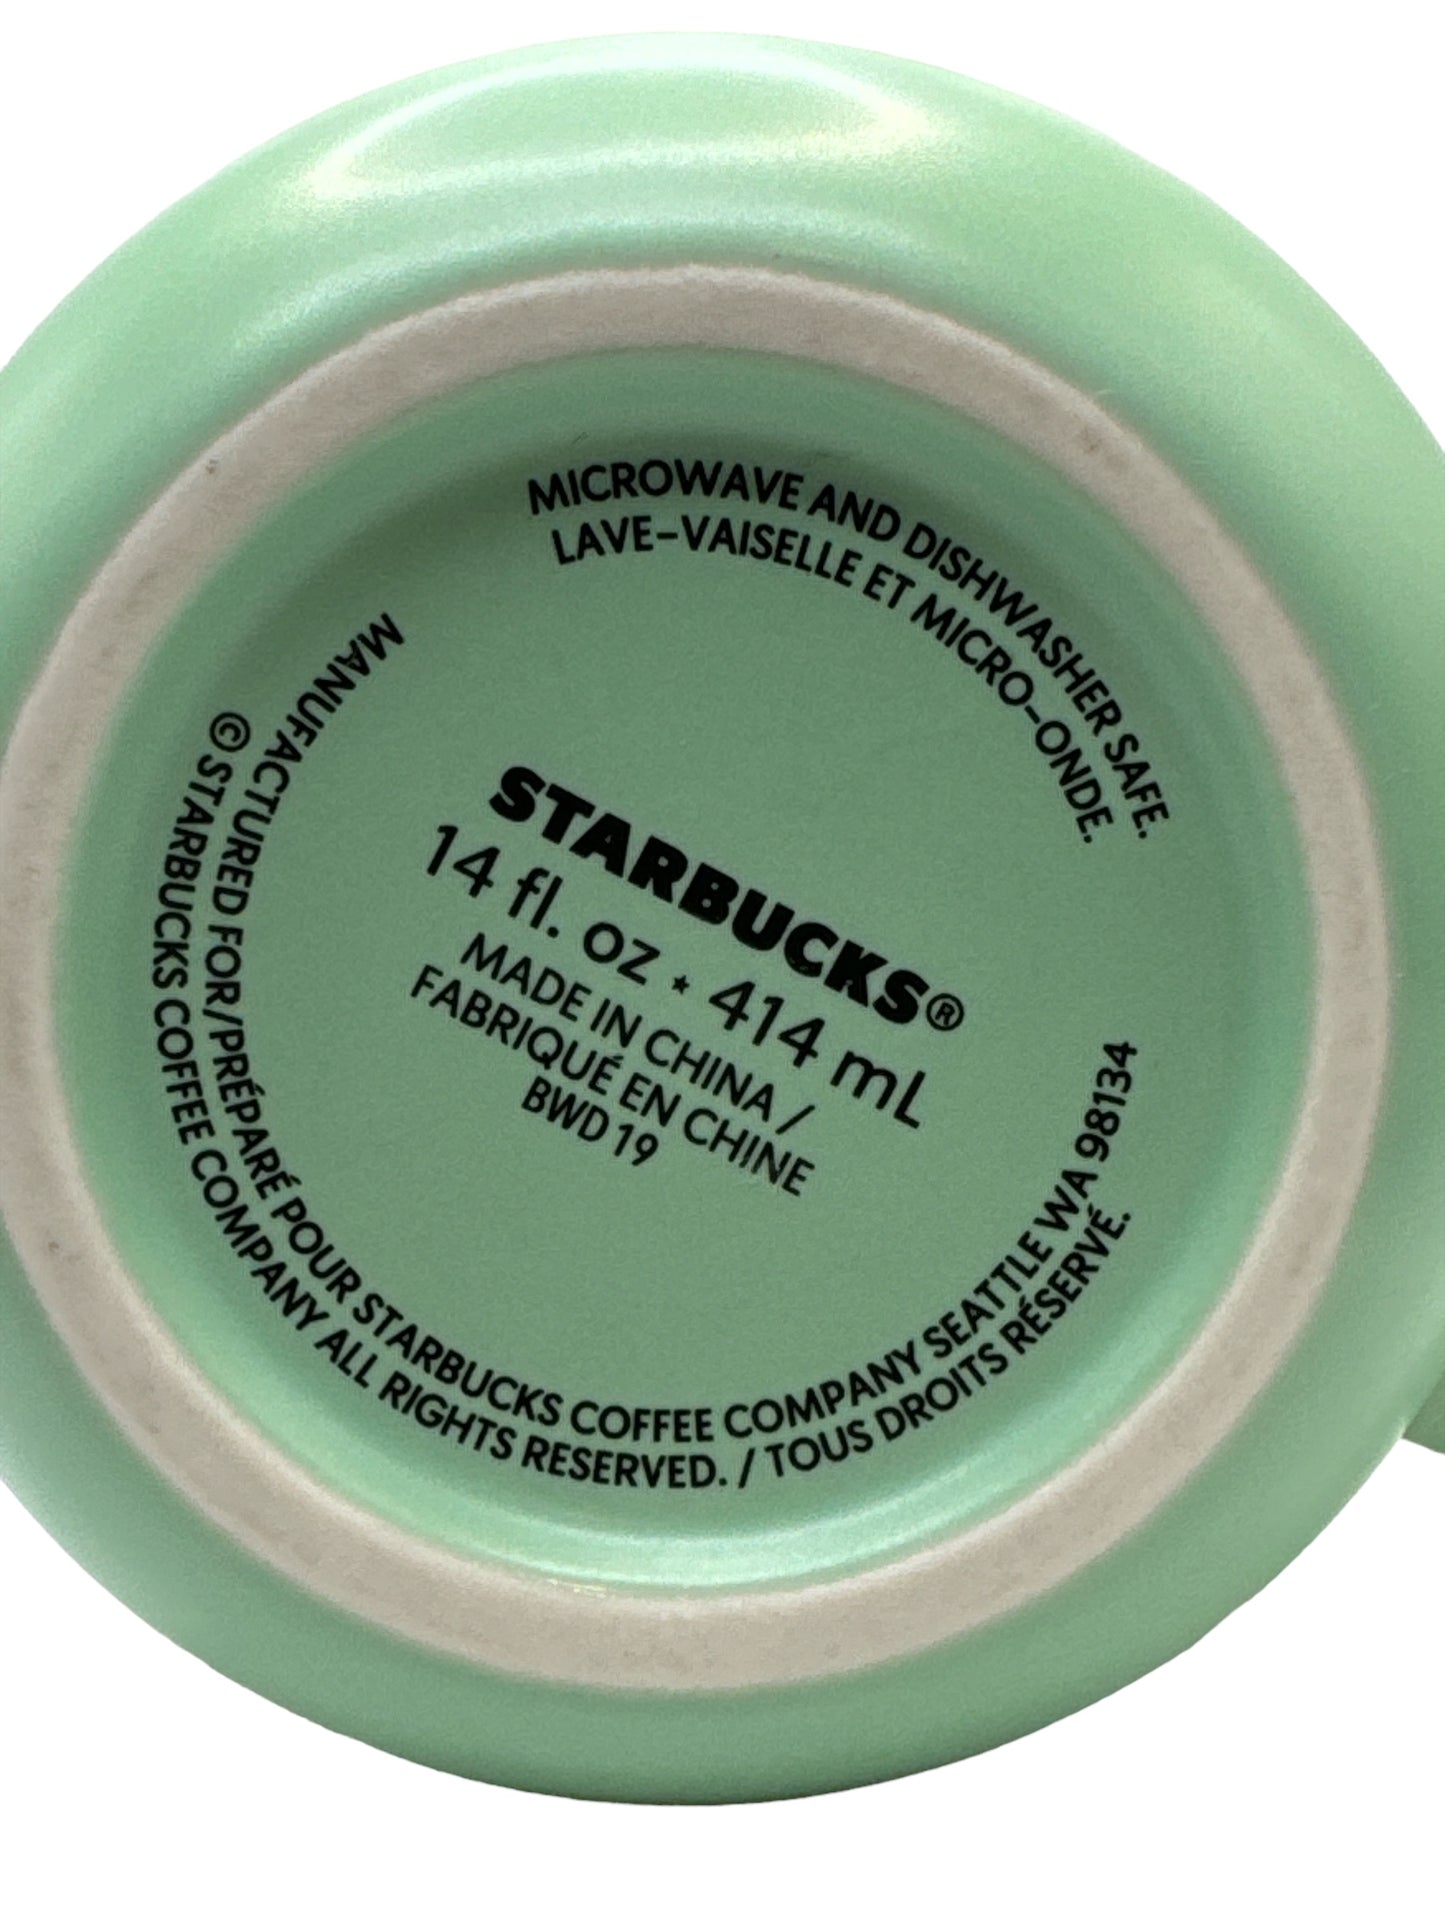 MICROWAVE AND DISHWASHER SAFE.
LAVE-VAISELLE ET MICRO-ONDE.
STARBUCKS®
14 fl. oz ⋆ 414 mL
MADE IN CHINA /
FABRIQUÉ EN CHINE
BWD 19
MANUFACTURED FOR/PRÉPARÉ POUR STARBUCKS COFFEE COMPANY SEATTLE WA 98134
© STARBUCKS COFFEE COMPANY ALL RIGHTS RESERVED. / TOUS DROITS RÉSERVÉ.